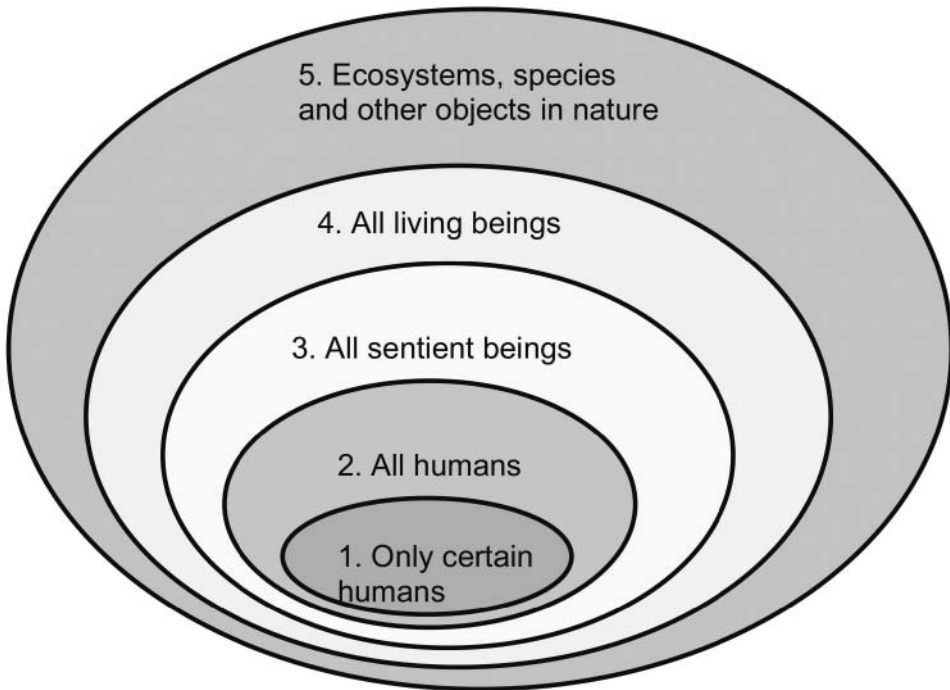 5. Ecosystems, species
and other objects in nature
4. All living beings
3. All sentient beings
2. All humans
1. Only certain
humans